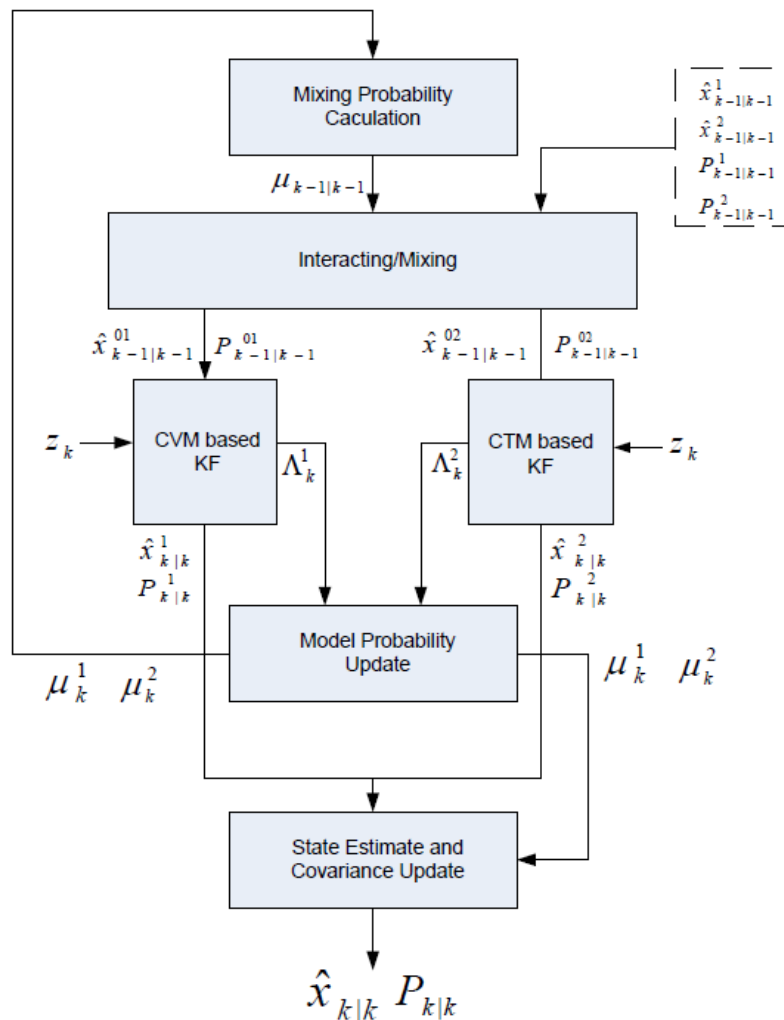 Mixing Probability
Caculation
x̂¹ₖ₋₁|ₖ₋₁
x̂²ₖ₋₁|ₖ₋₁
P¹ₖ₋₁|ₖ₋₁
P²ₖ₋₁|ₖ₋₁
μₖ₋₁|ₖ₋₁
Interacting/Mixing
x̂⁰¹ₖ₋₁|ₖ₋₁ P⁰¹ₖ₋₁|ₖ₋₁
x̂⁰²ₖ₋₁|ₖ₋₁ P⁰²ₖ₋₁|ₖ₋₁
zₖ
CVM based
KF
Λ¹ₖ
Λ²ₖ
CTM based
KF
zₖ
x̂¹ₖ|ₖ
P¹ₖ|ₖ
x̂²ₖ|ₖ
P²ₖ|ₖ
Model Probability
Update
μ¹ₖ μ²ₖ
μ¹ₖ μ²ₖ
State Estimate and
Covariance Update
x̂ₖ|ₖ Pₖ|ₖ